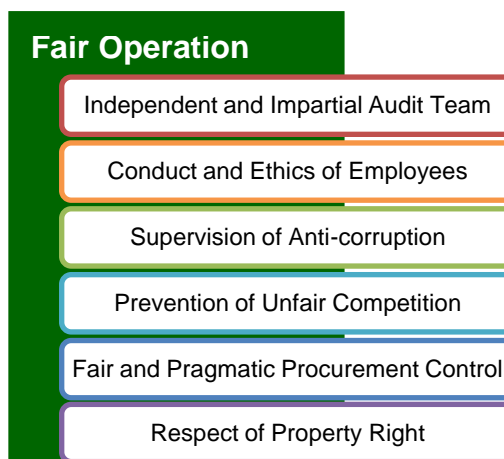 Fair Operation
Independent and Impartial Audit Team
Conduct and Ethics of Employees
Supervision of Anti-corruption
Prevention of Unfair Competition
Fair and Pragmatic Procurement Control
Respect of Property Right